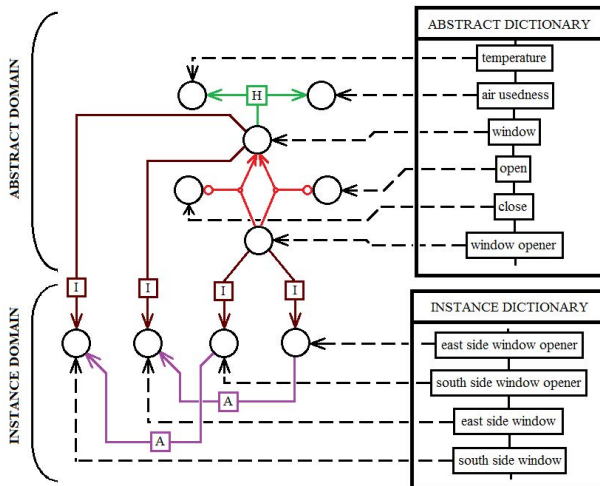 ABSTRACT DICTIONARY
temperature
air usedness
window
open
close
window opener
ABSTRACT DOMAIN
H
I
I
I
I
INSTANCE DOMAIN
A
A
INSTANCE DICTIONARY
east side window opener
south side window opener
east side window
south side window